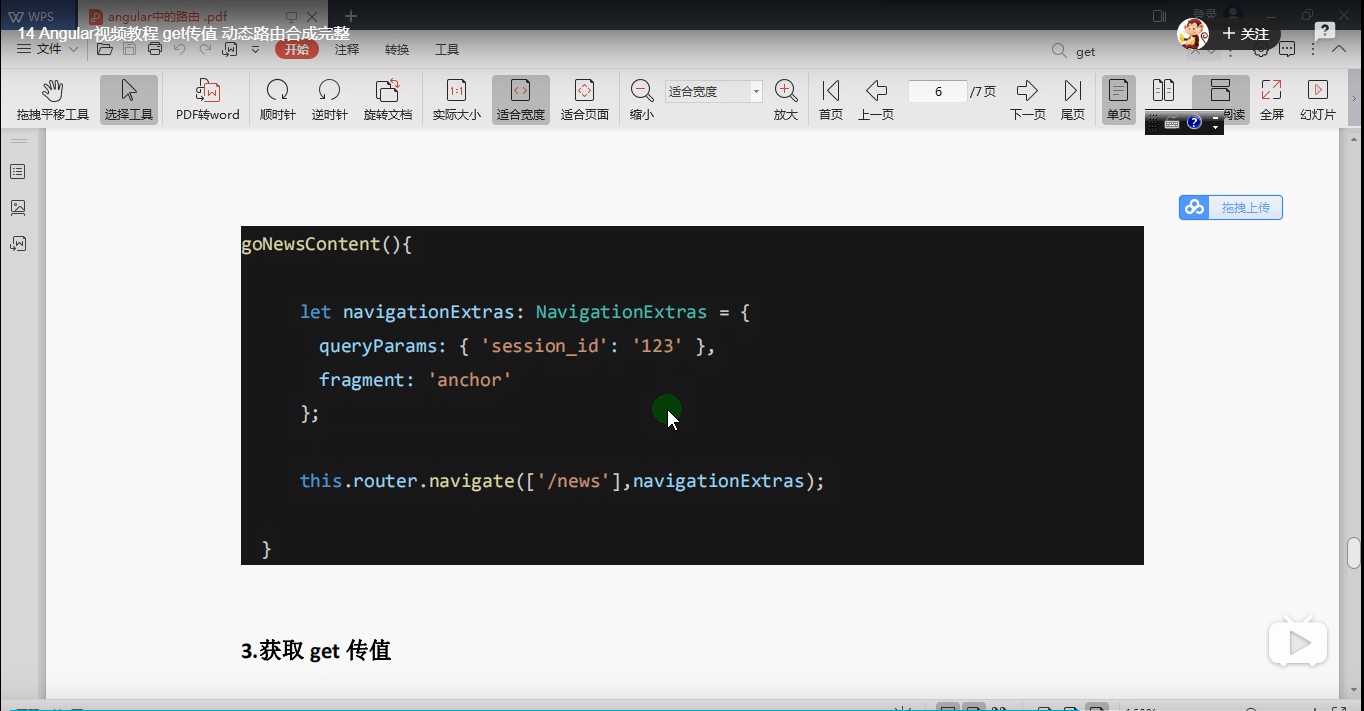 WPS
angular中的路由 .pdf
登录
14 Angular视频教程 get传值 动态路由合成完整
+ 关注
文件
开始
注释
转换
工具
get
拖拽平移工具
选择工具
PDF转word
顺时针
逆时针
旋转文档
实际大小
适合宽度
适合页面
缩小
适合宽度
放大
首页
上一页
6
/7页
下一页
尾页
单页
阅读
全屏
幻灯片
拖拽上传
goNewsContent(){
let navigationExtras: NavigationExtras = {
queryParams: { 'session_id': '123' },
fragment: 'anchor'
};
this.router.navigate(['/news'],navigationExtras);
}
3.获取 get 传值